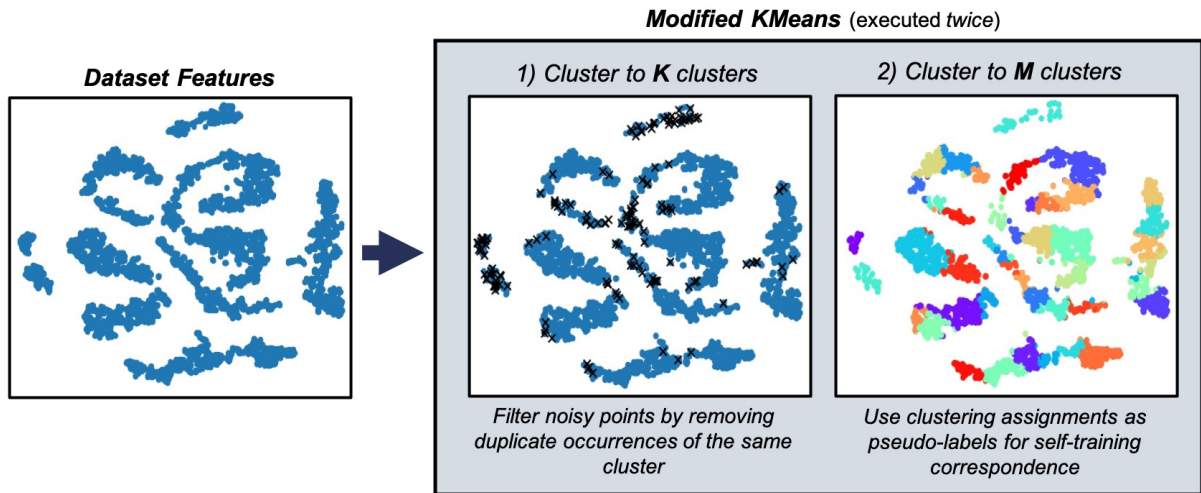 Modified KMeans (executed twice)
Dataset Features
1) Cluster to K clusters
2) Cluster to M clusters
Filter noisy points by removing
duplicate occurrences of the same
cluster
Use clustering assignments as
pseudo-labels for self-training
correspondence